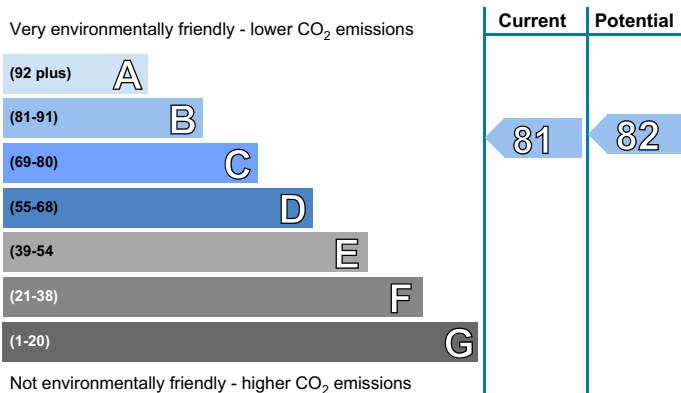 Very environmentally friendly - lower CO₂ emissions
Current
Potential
(92 plus) A
(81-91) B
(69-80) C
(55-68) D
(39-54 E
(21-38) F
(1-20) G
81
82
Not environmentally friendly - higher CO₂ emissions